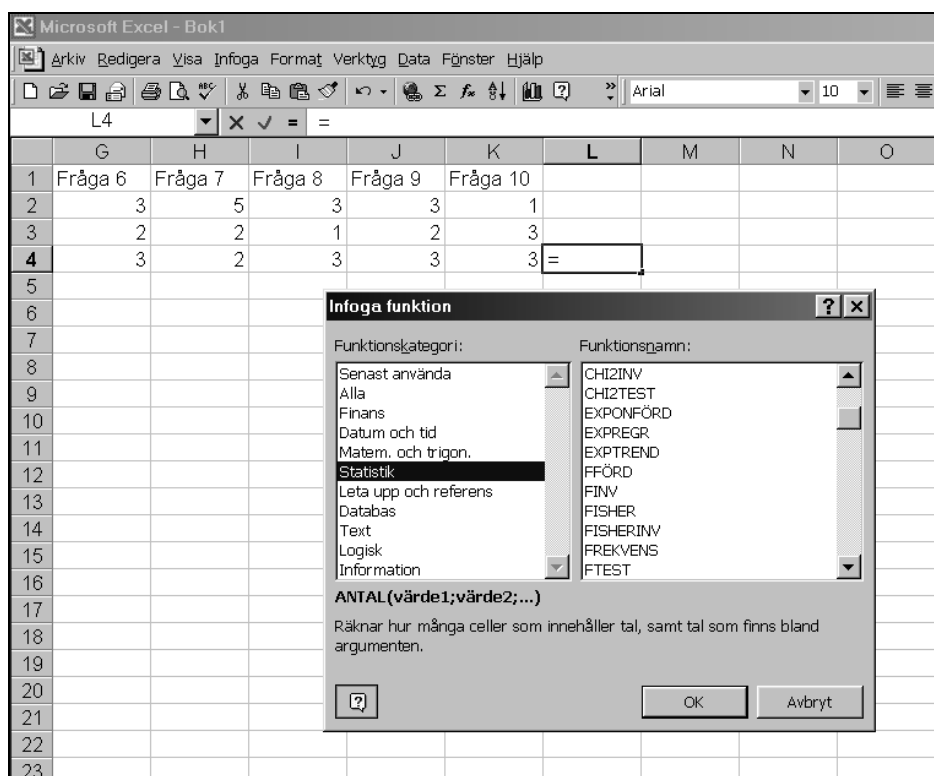 Microsoft Excel - Bok1
Arkiv Redigera Visa Infoga Format Verktyg Data Fönster Hjälp
Arial 10
L4 = =
G H I J K L M N O
1 Fråga 6 Fråga 7 Fråga 8 Fråga 9 Fråga 10
2 3 5 3 3 1
3 2 2 1 2 3
4 3 2 3 3 3 =
5
6
7
8
9
10
11
12
13
14
15
16
17
18
19
20
21
22
23
Infoga funktion
Funktionskategori: Funktionsnamn:
Senast använda CHI2INV
Alla CHI2TEST
Finans EXPONFÖRD
Datum och tid EXPREGR
Matem. och trigon. EXPTREND
Statistik FFÖRD
Leta upp och referens FINV
Databas FISHER
Text FISHERINV
Logisk FREKVENS
Information FTEST
ANTAL(värde1;värde2;...)
Räknar hur många celler som innehåller tal, samt tal som finns bland
argumenten.
OK Avbryt